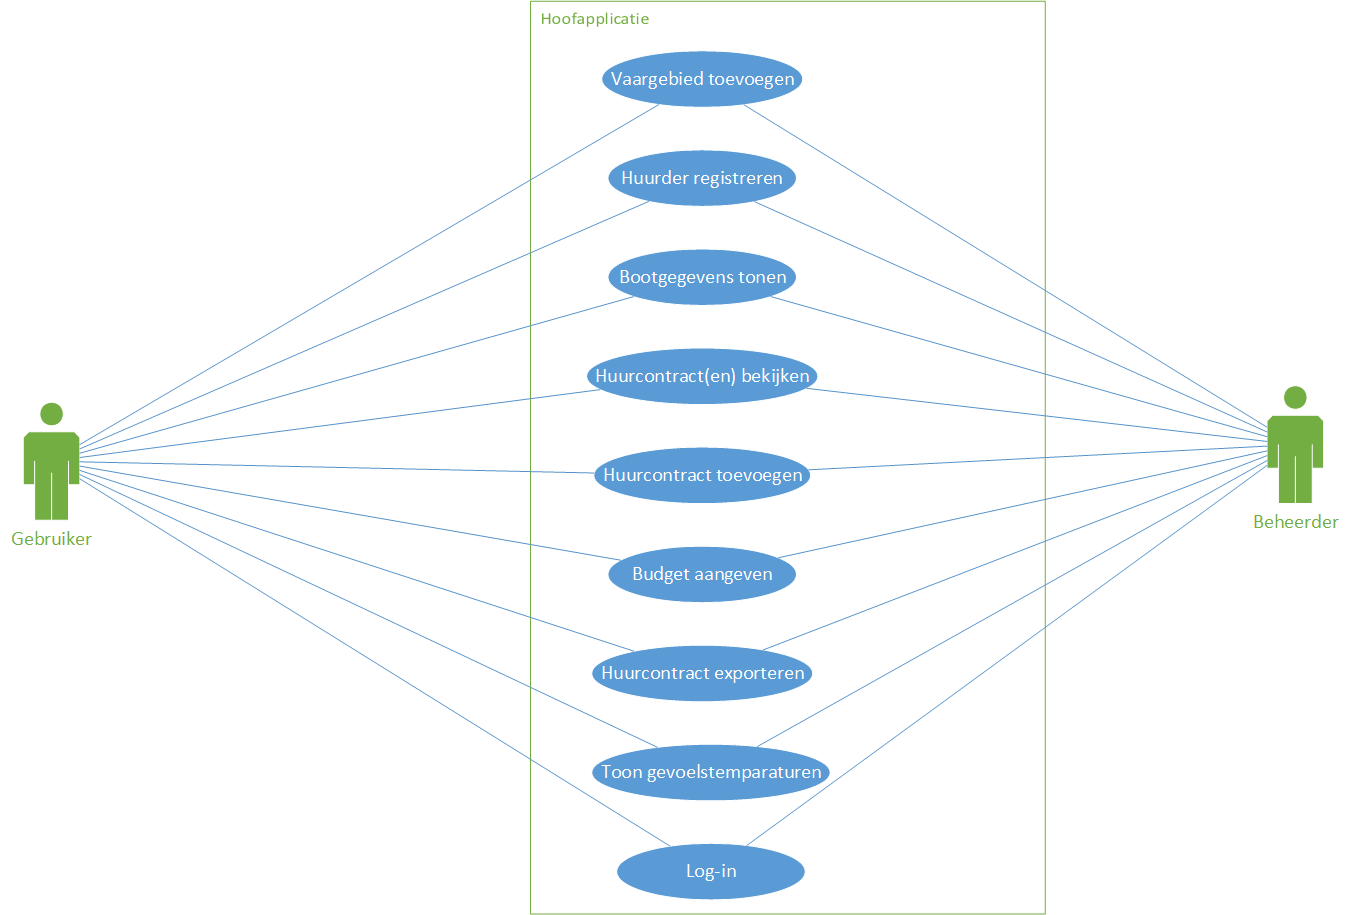 Hoofapplicatie
Vaargebied toevoegen
Huurder registreren
Bootgegevens tonen
Huurcontract(en) bekijken
Huurcontract toevoegen
Gebruiker
Beheerder
Budget aangeven
Huurcontract exporteren
Toon gevoelstemparaturen
Log-in